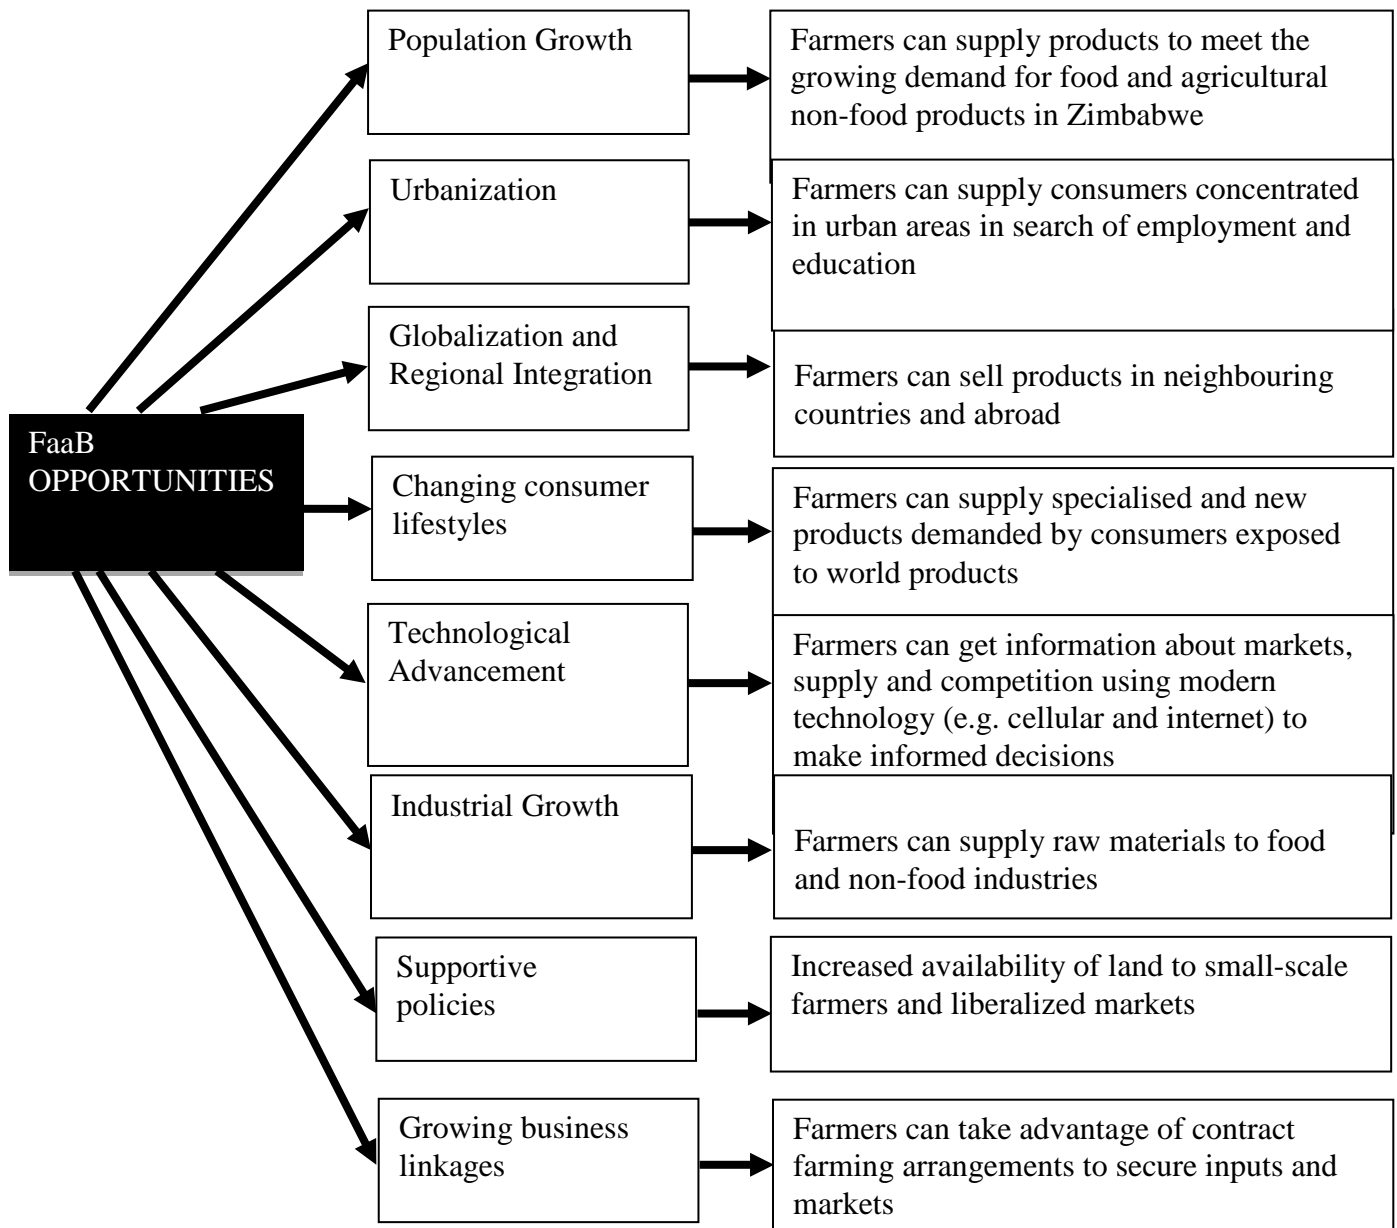 Population Growth
Farmers can supply products to meet the
growing demand for food and agricultural
non-food products in Zimbabwe
Urbanization
Farmers can supply consumers concentrated
in urban areas in search of employment and
education
Globalization and
Regional Integration
Farmers can sell products in neighbouring
countries and abroad
FaaB
OPPORTUNITIES
Changing consumer
lifestyles
Farmers can supply specialised and new
products demanded by consumers exposed
to world products
Technological
Advancement
Farmers can get information about markets,
supply and competition using modern
technology (e.g. cellular and internet) to
make informed decisions
Industrial Growth
Farmers can supply raw materials to food
and non-food industries
Supportive
policies
Increased availability of land to small-scale
farmers and liberalized markets
Growing business
linkages
Farmers can take advantage of contract
farming arrangements to secure inputs and
markets